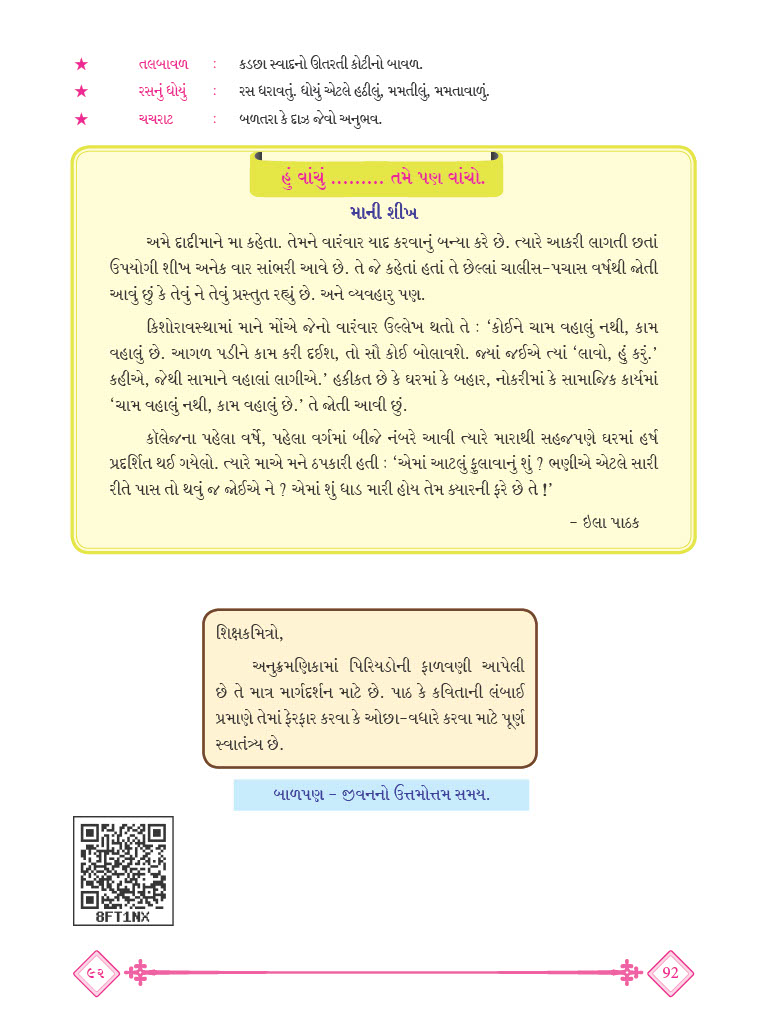 ★ તલબાવળ : કડછા સ્વાદનો ઊતરતી કોટીનો બાવળ.
★ રસનું ધોયું : રસ ધરાવતું. ધોયું એટલે હઠીલું, મમતીલું, મમતાવાળું.
★ ચચરાટ : બળતરા કે દાઝ જેવો અનુભવ.
હું વાંચું ......... તમે પણ વાંચો.
માની શીખ
અમે દાદીમાને મા કહેતા. તેમને વારંવાર યાદ કરવાનું બન્યા કરે છે. ત્યારે આકરી લાગતી છતાં
ઉપયોગી શીખ અનેક વાર સાંભરી આવે છે. તે જે કહેતાં હતાં તે છેલ્લાં ચાલીસ-પચાસ વર્ષથી જોતી
આવું છું કે તેવું ને તેવું પ્રસ્તુત રહ્યું છે. અને વ્યવહારુ પણ.
કિશોરાવસ્થામાં માને મોંએ જેનો વારંવાર ઉલ્લેખ થતો તે : ‘કોઈને ચામ વહાલું નથી, કામ
વહાલું છે. આગળ પડીને કામ કરી દઈશ, તો સૌ કોઈ બોલાવશે. જ્યાં જઈએ ત્યાં ‘લાવો, હું કરું.’
કહીએ, જેથી સામાને વહાલાં લાગીએ.’ હકીકત છે કે ઘરમાં કે બહાર, નોકરીમાં કે સામાજિક કાર્યમાં
‘ચામ વહાલું નથી, કામ વહાલું છે.’ તે જોતી આવી છું.
કૉલેજના પહેલા વર્ષે, પહેલા વર્ગમાં બીજે નંબરે આવી ત્યારે મારાથી સહજપણે ઘરમાં હર્ષ
પ્રદર્શિત થઈ ગયેલો. ત્યારે માએ મને ઠપકારી હતી : ‘એમાં આટલું ફુલાવાનું શું ? ભણીએ એટલે સારી
રીતે પાસ તો થવું જ જોઈએ ને ? એમાં શું ધાડ મારી હોય તેમ ક્યારની ફરે છે તે !’
- ઇલા પાઠક
શિક્ષકમિત્રો,
અનુક્રમણિકામાં પિરિયડોની ફાળવણી આપેલી
છે તે માત્ર માર્ગદર્શન માટે છે. પાઠ કે કવિતાની લંબાઈ
પ્રમાણે તેમાં ફેરફાર કરવા કે ઓછા-વધારે કરવા માટે પૂર્ણ
સ્વાતંત્ર્ય છે.
બાળપણ - જીવનનો ઉત્તમોત્તમ સમય.
8FT1NX
૯૨ 92